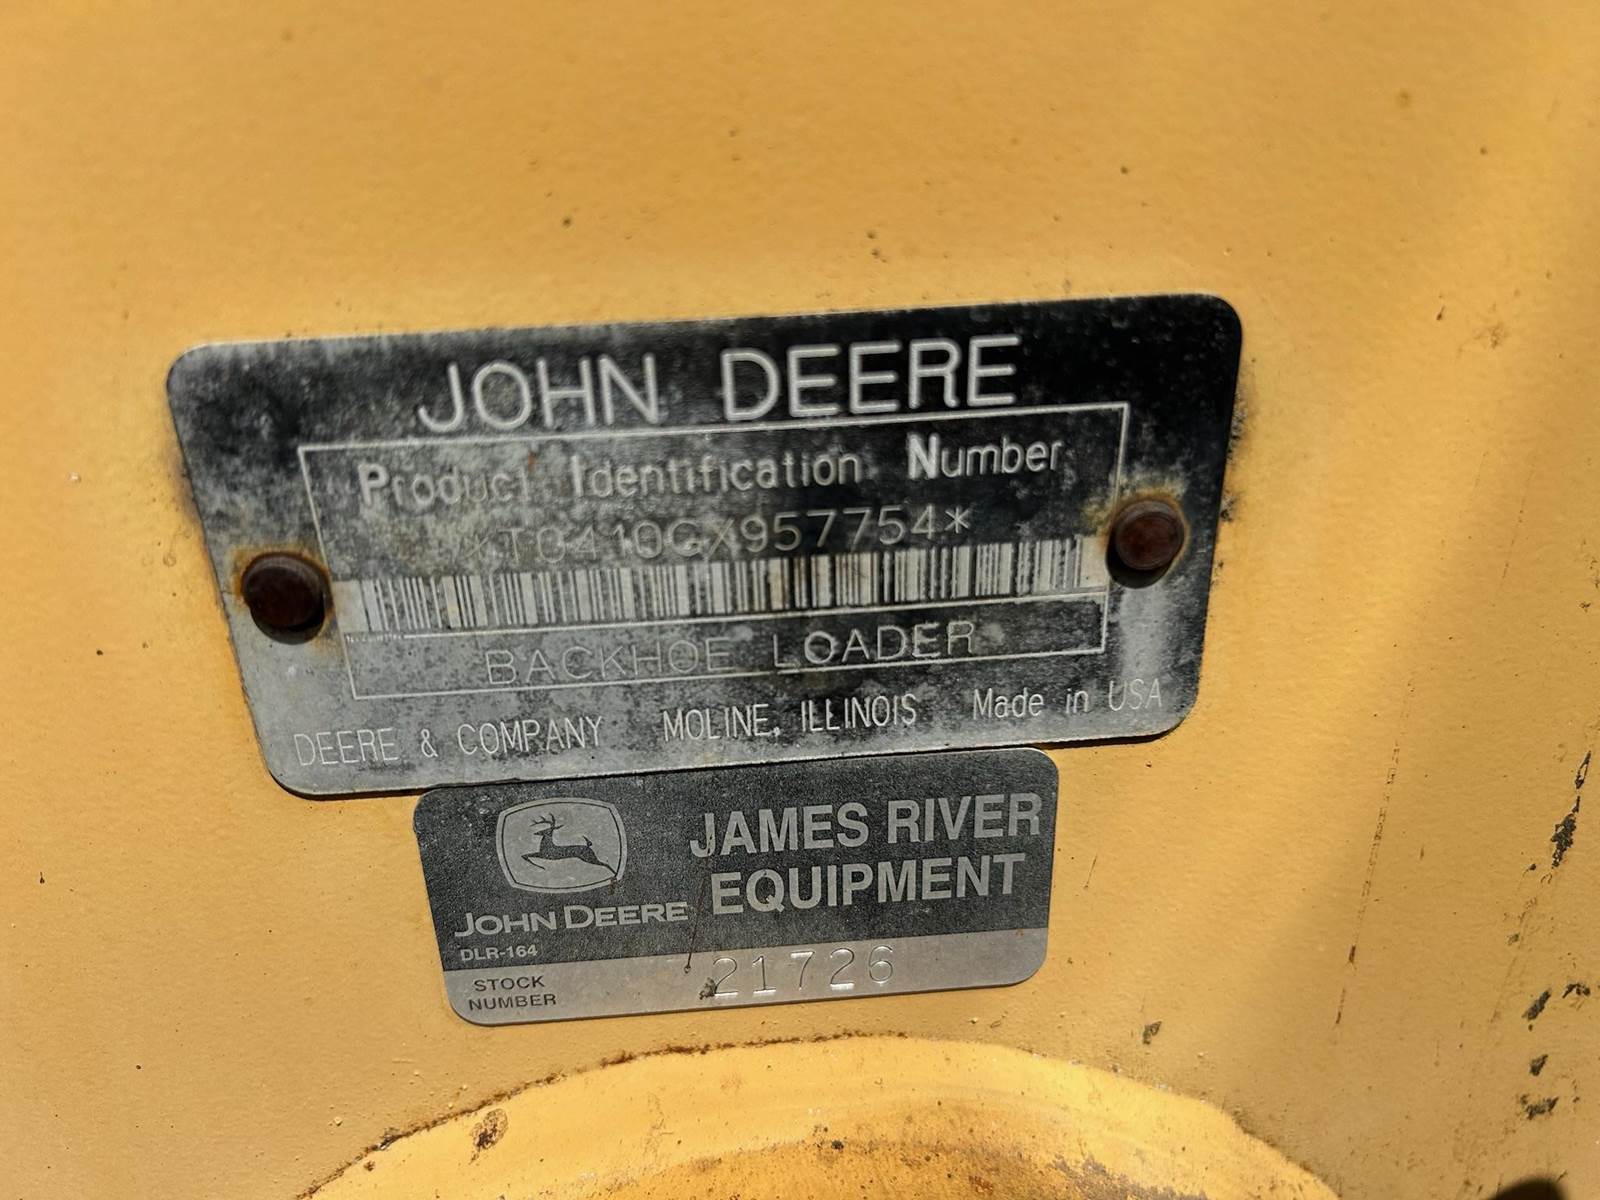 JOHN DEERE
Product Identification Number
*T0410GX957754*
BACKHOE LOADER
DEERE & COMPANY MOLINE, ILLINOIS Made in USA
JAMES RIVER
EQUIPMENT
JOHN DEERE
DLR-164
STOCK
NUMBER
21726